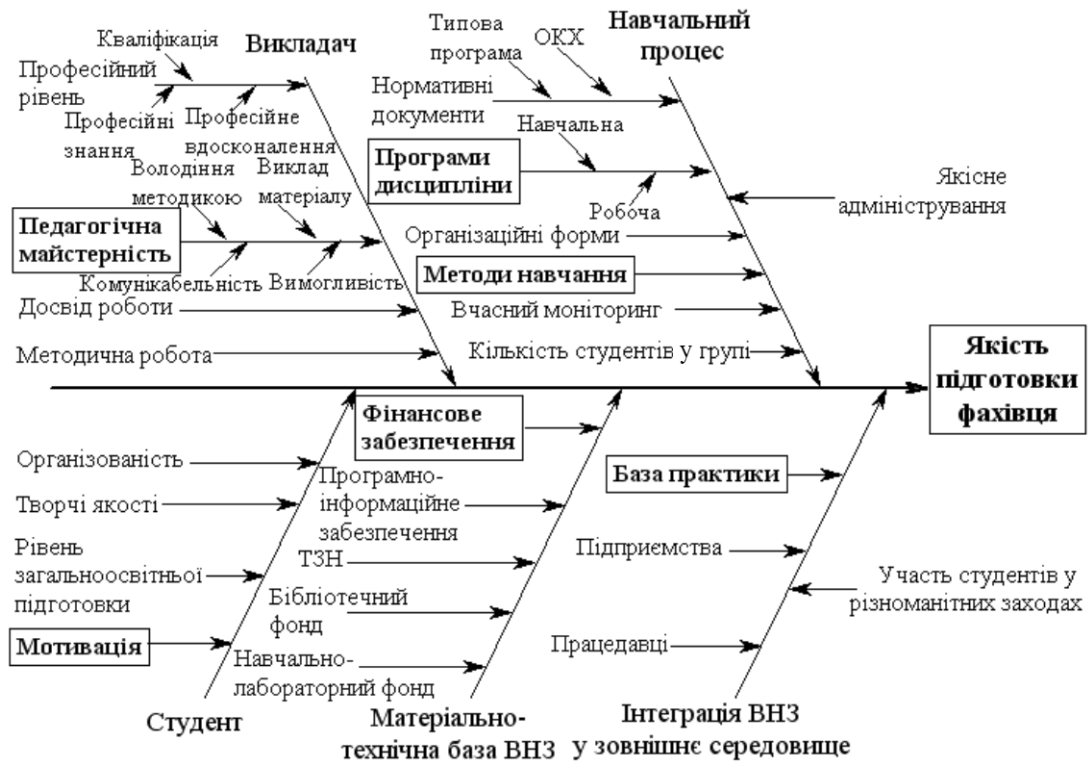 Викладач
Кваліфікація
Професійний
рівень
Професійні
знання
Професійне
вдосконалення
Володіння
методикою
Виклад
матеріалу
Педагогічна
майстерність
Комунікабельність
Вимогливість
Досвід роботи
Методична робота
Навчальний
процес
Типова
програма
ОКХ
Нормативні
документи
Навчальна
Програми
дисципліни
Робоча
Якісне
адміністрування
Організаційні форми
Методи навчання
Вчасний моніторинг
Кількість студентів у групі
Якість
підготовки
фахівця
Організованість
Творчі якості
Рівень
загальноосвітньої
підготовки
Мотивація
Студент
Фінансове
забезпечення
Програмно-
інформаційне
забезпечення
ТЗН
Бібліотечний
фонд
Навчально-
лабораторний фонд
Матеріально-
технічна база ВНЗ
База практики
Підприємства
Участь студентів у
різноманітних заходах
Працедавці
Інтеграція ВНЗ
у зовнішнє середовище